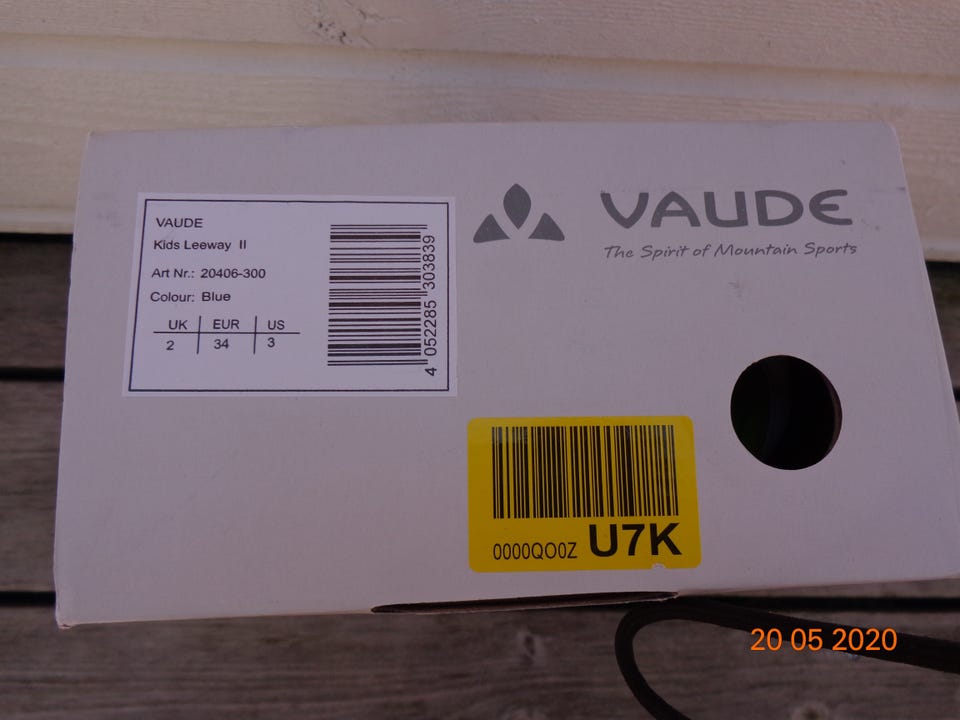 VAUDE
Kids Leeway II
Art Nr.: 20406-300
Colour: Blue
UK EUR US
2 34 3
4 052285 303839
VAUDE
The Spirit of Mountain Sports
0000QO0Z U7K
20 05 2020